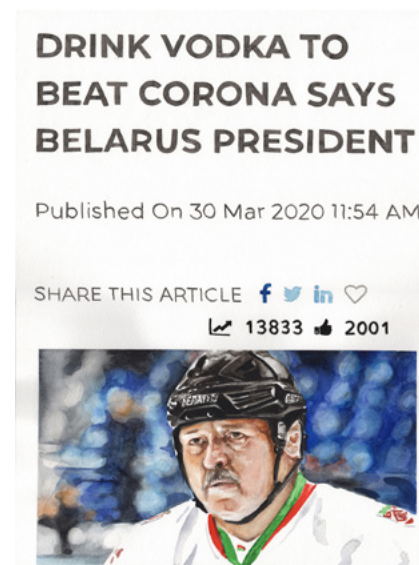 DRINK VODKA TO
BEAT CORONA SAYS
BELARUS PRESIDENT
Published On 30 Mar 2020 11:54 AM
SHARE THIS ARTICLE f in
13833 2001